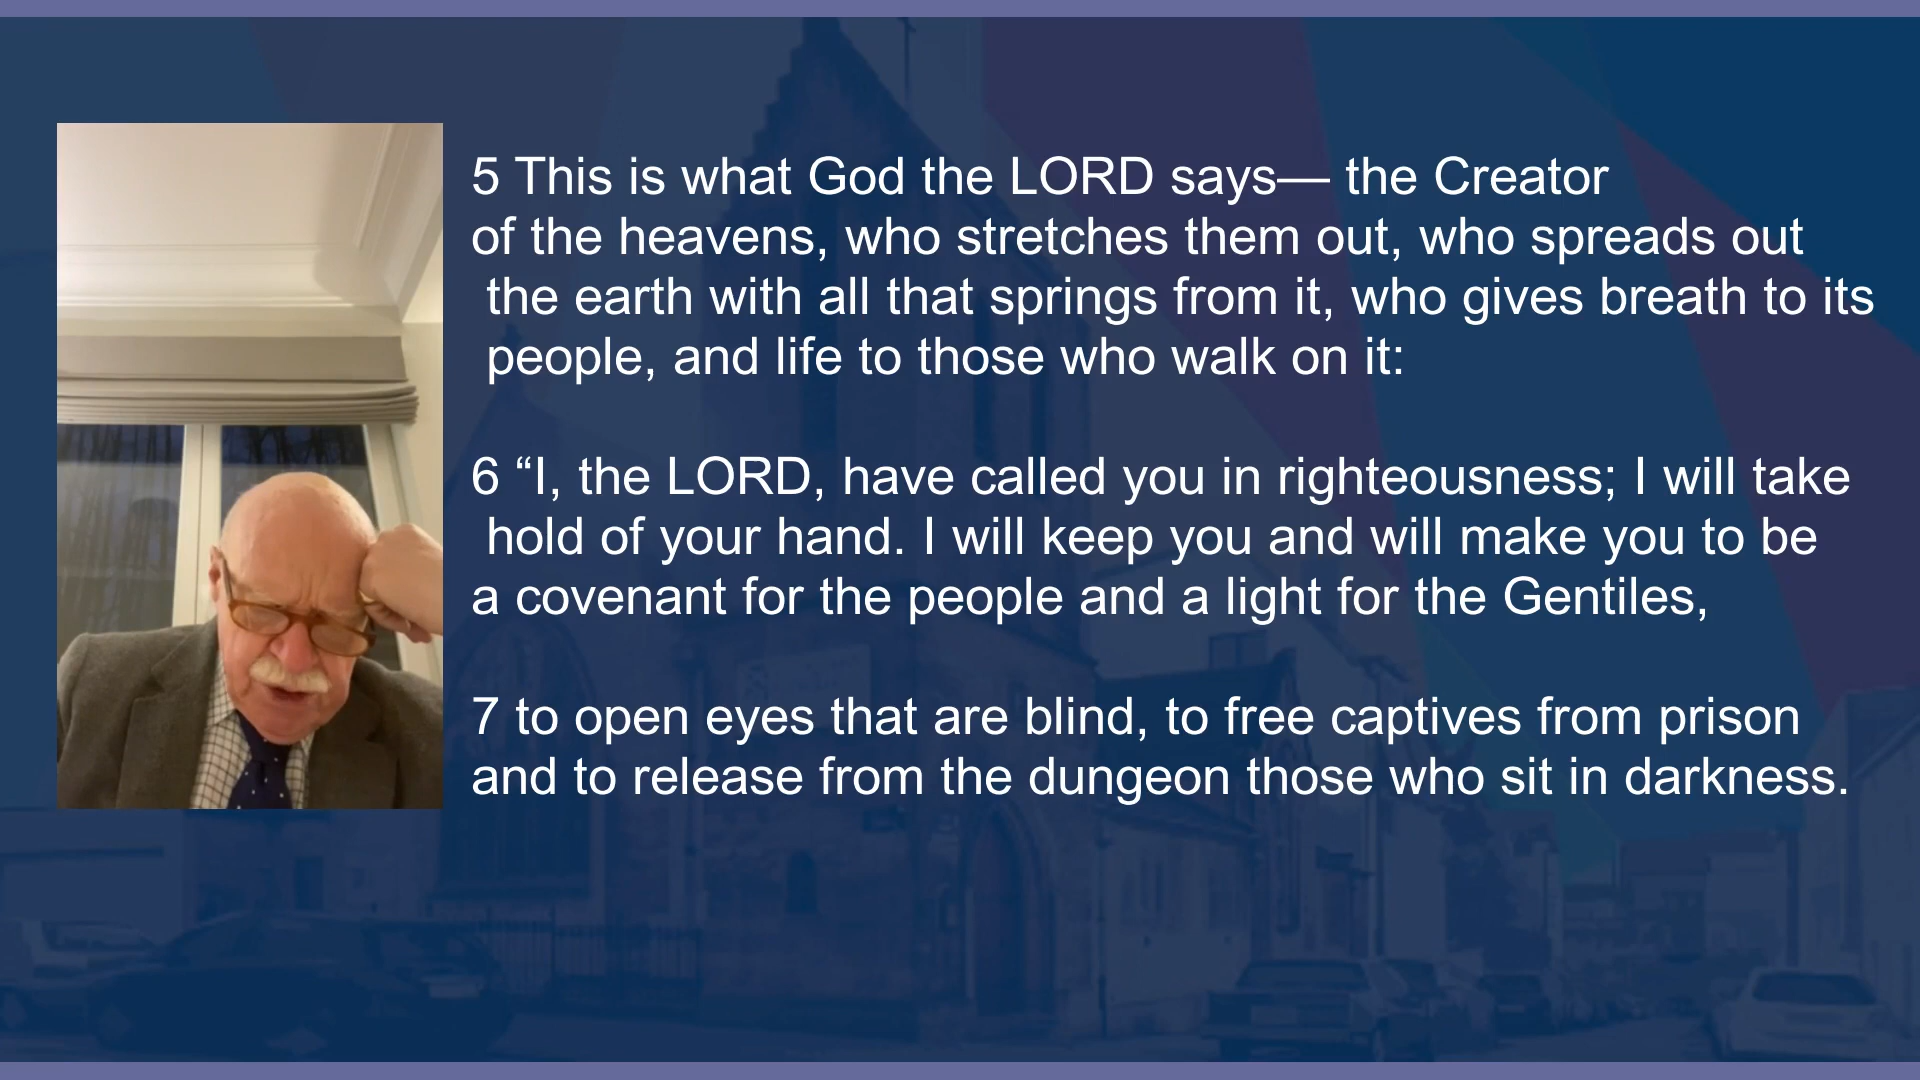 5 This is what God the LORD says— the Creator
of the heavens, who stretches them out, who spreads out
the earth with all that springs from it, who gives breath to its
people, and life to those who walk on it:
6 “I, the LORD, have called you in righteousness; I will take
hold of your hand. I will keep you and will make you to be
a covenant for the people and a light for the Gentiles,
7 to open eyes that are blind, to free captives from prison
and to release from the dungeon those who sit in darkness.